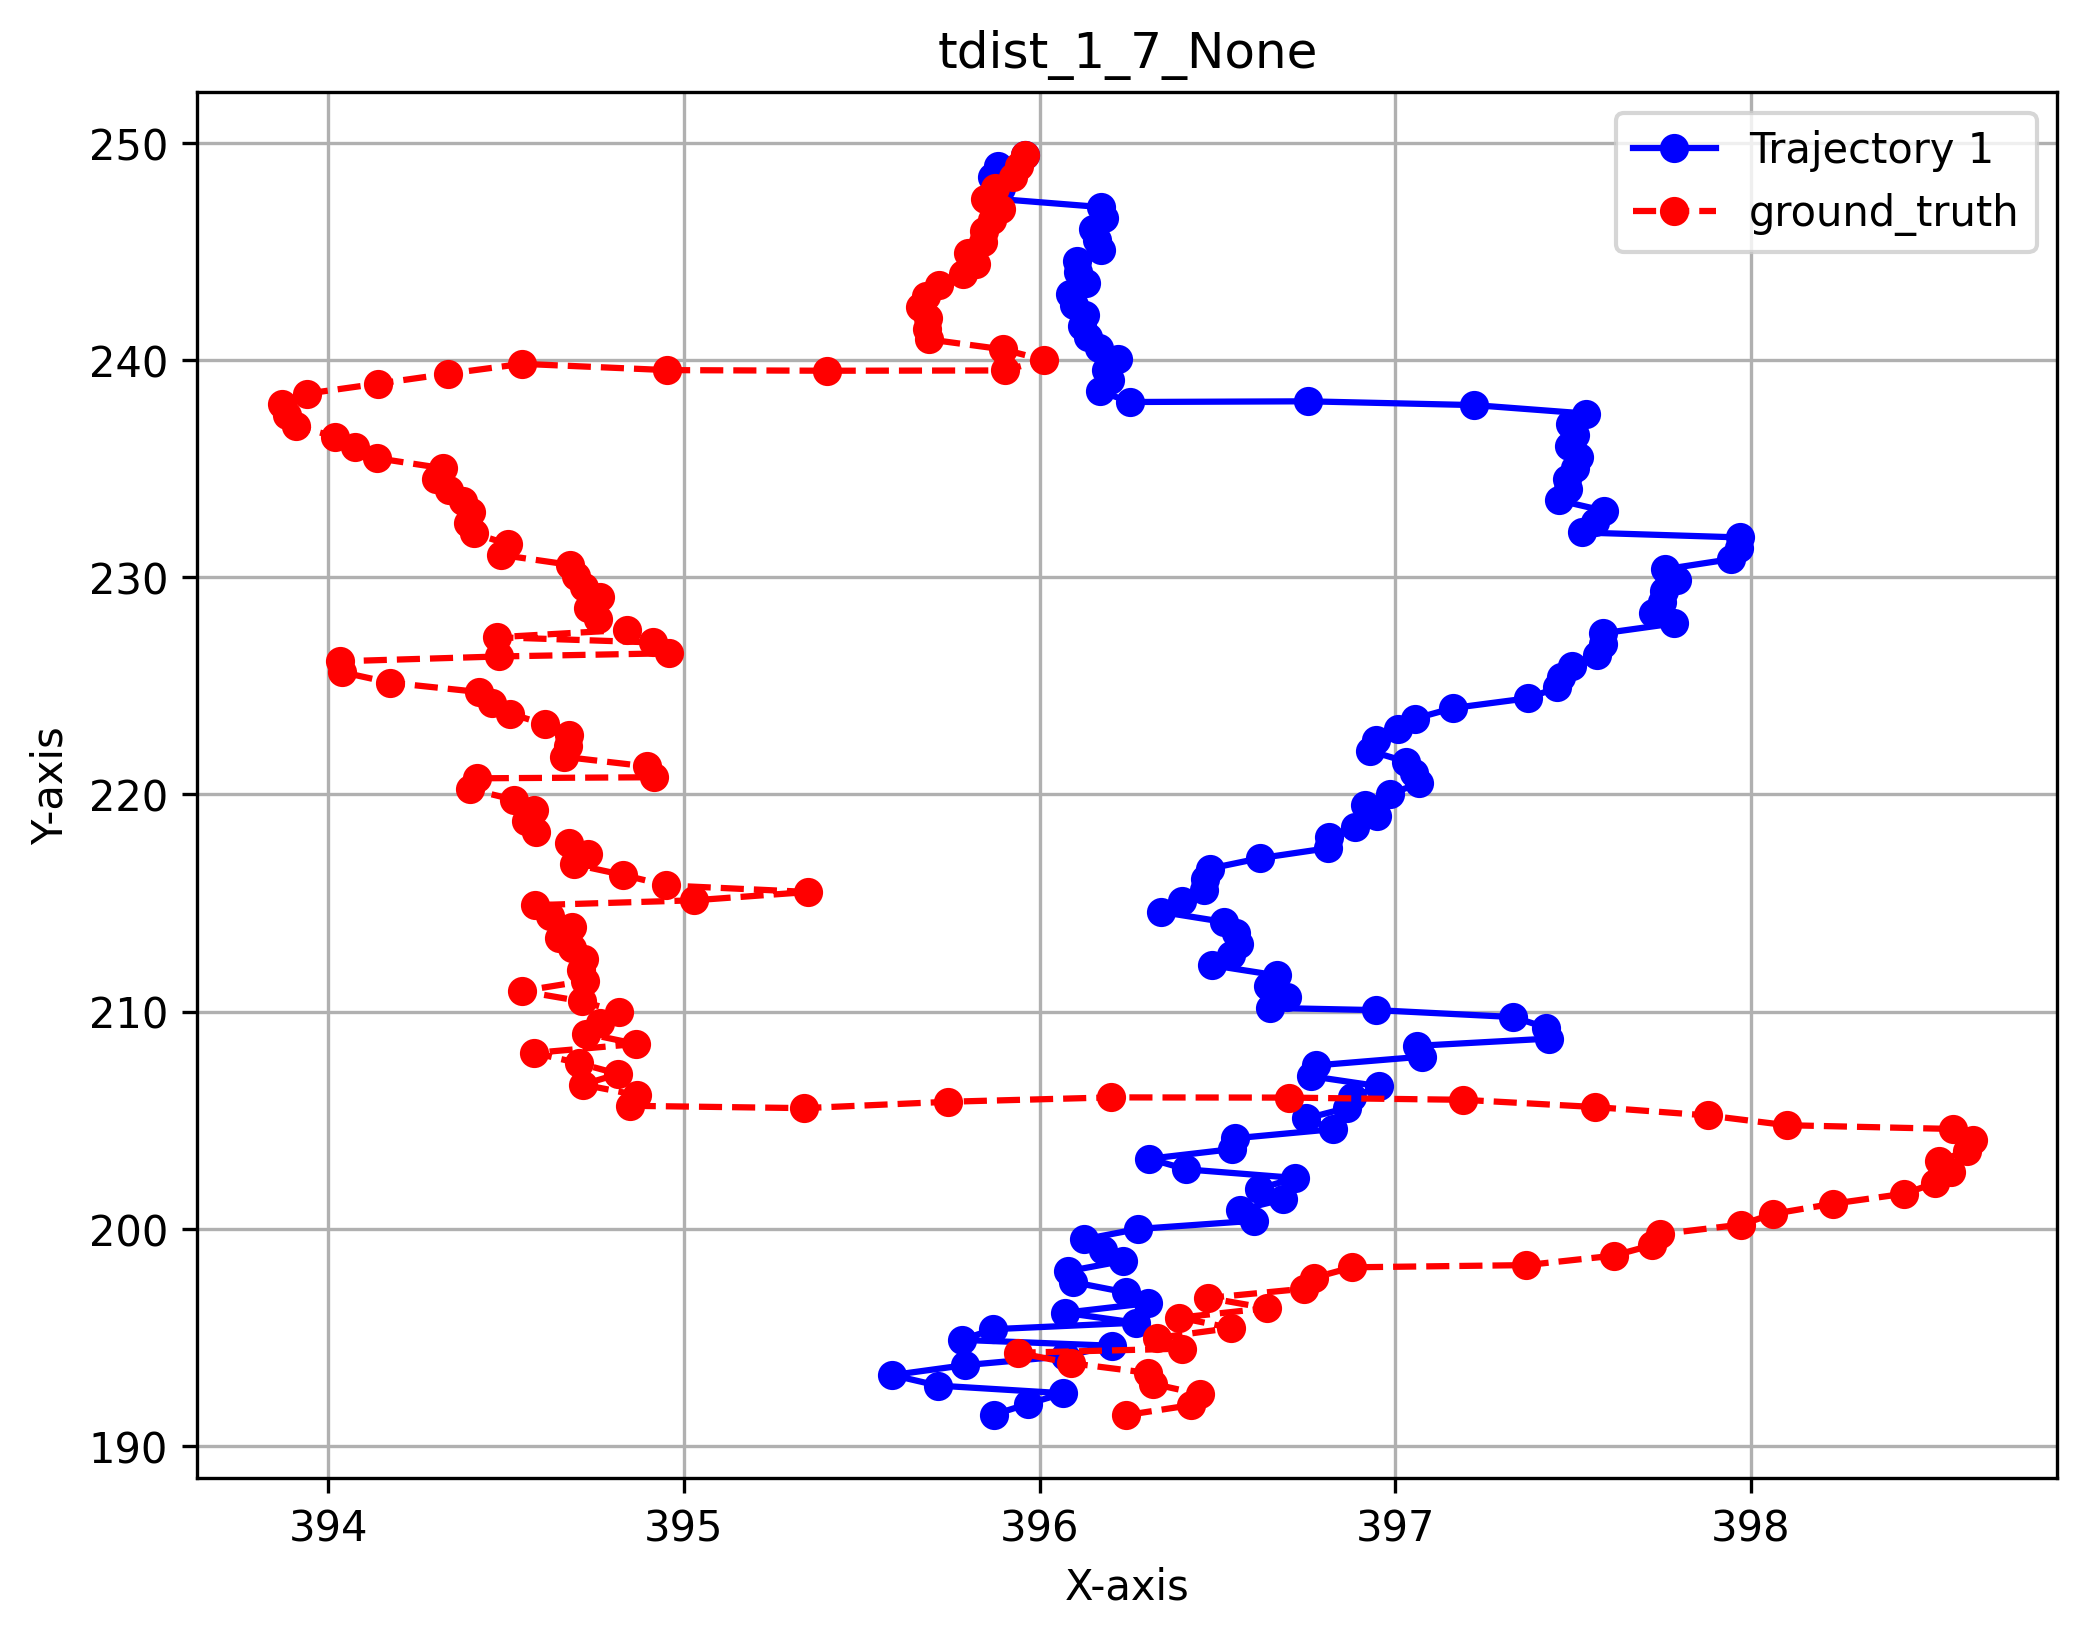 tdist_1_7_None
Trajectory 1
ground_truth
250
240
230
220
210
200
190
Y-axis
394 395 396 397 398
X-axis